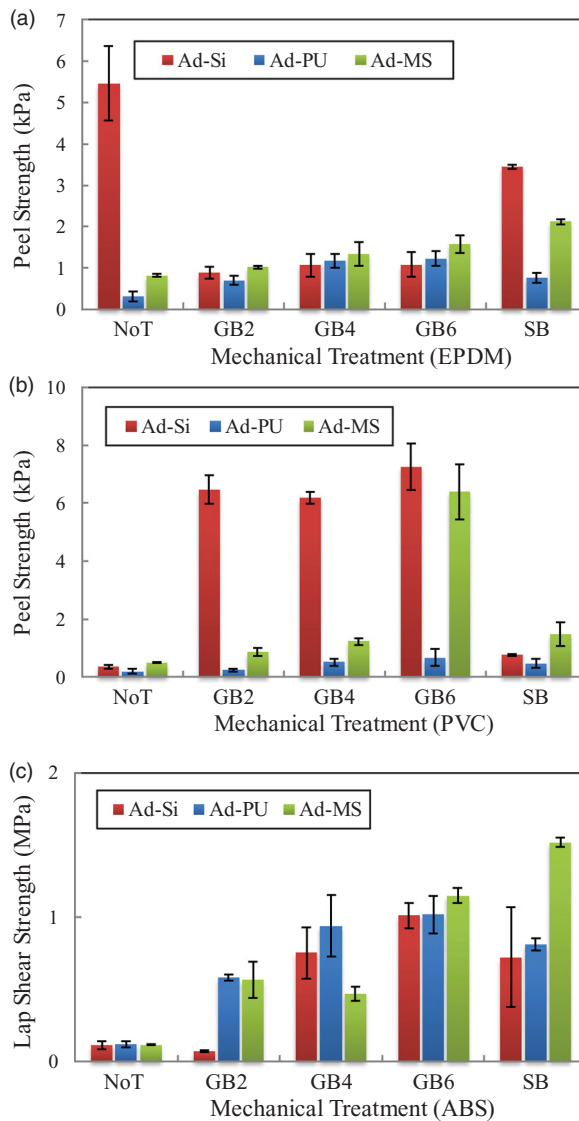 (a)
7
6
5
4
3
2
1
0
Peel Strength (kPa)
Ad-Si Ad-PU Ad-MS
NoT GB2 GB4 GB6 SB
Mechanical Treatment (EPDM)
(b)
10
8
6
4
2
0
Peel Strength (kPa)
Ad-Si Ad-PU Ad-MS
NoT GB2 GB4 GB6 SB
Mechanical Treatment (PVC)
(c)
2
1
0
Lap Shear Strength (MPa)
Ad-Si Ad-PU Ad-MS
NoT GB2 GB4 GB6 SB
Mechanical Treatment (ABS)